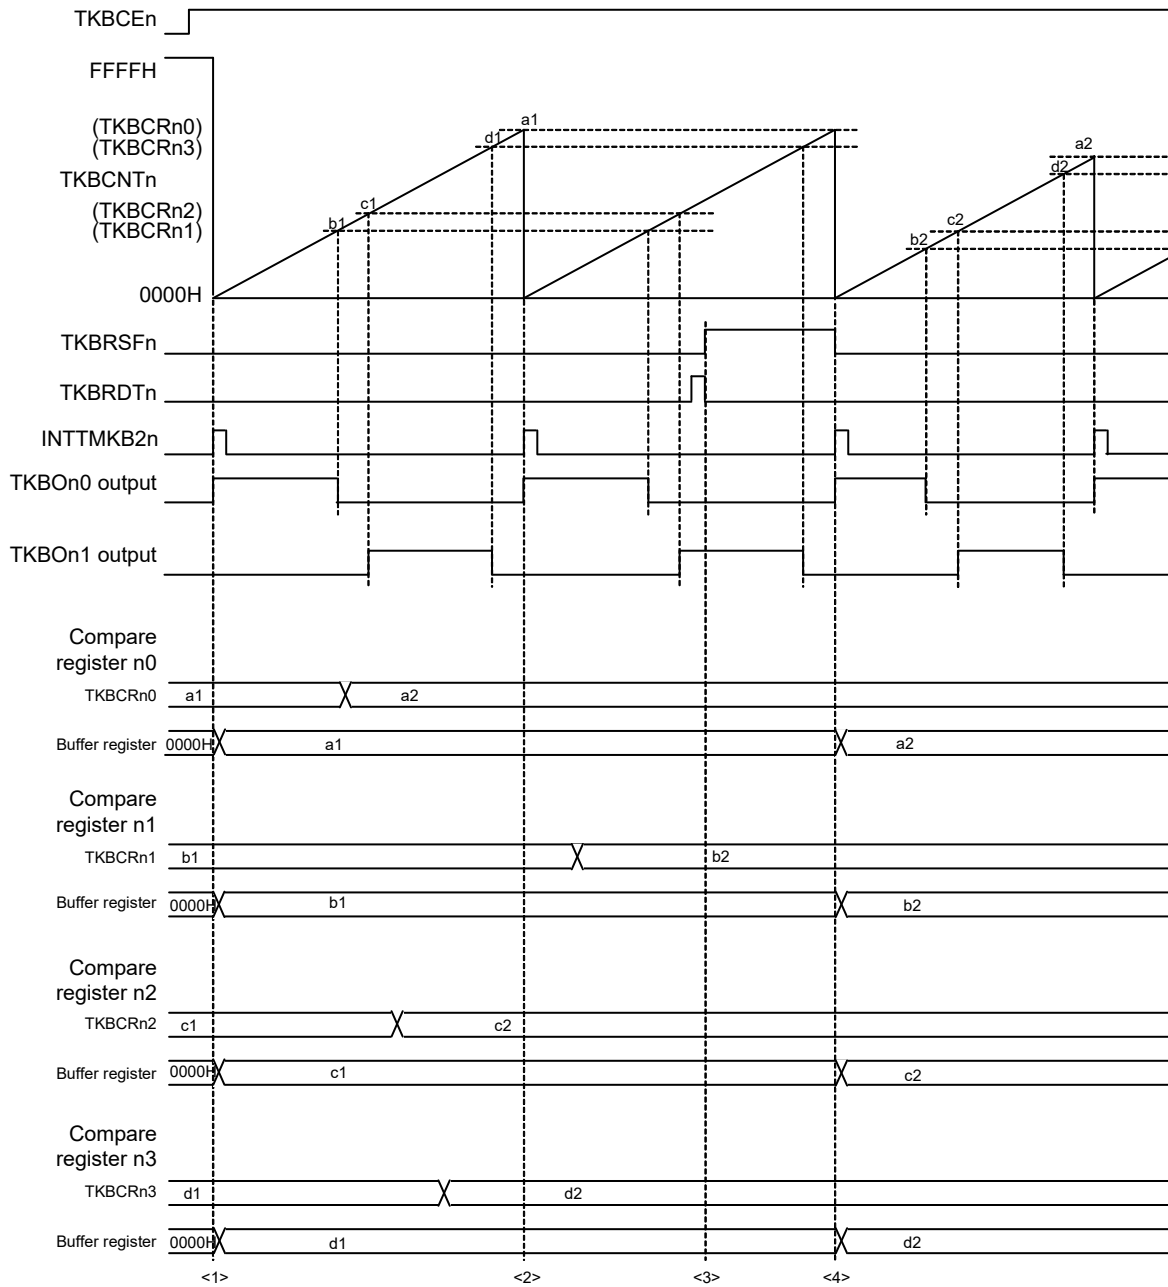 TKBCEn
FFFFH
(TKBCRn0)
(TKBCRn3)
TKBCNTn
(TKBCRn2)
(TKBCRn1)
0000H
a1
d1
c1
b1
a2
d2
c2
b2
TKBRSFn
TKBRDTn
INTTMKB2n
TKBOn0 output
TKBOn1 output
Compare
register n0
TKBCRn0 a1 a2
Buffer register 0000H a1 a2
Compare
register n1
TKBCRn1 b1 b2
Buffer register 0000H b1 b2
Compare
register n2
TKBCRn2 c1 c2
Buffer register 0000H c1 c2
Compare
register n3
TKBCRn3 d1 d2
Buffer register 0000H d1 d2
<1> <2> <3> <4>